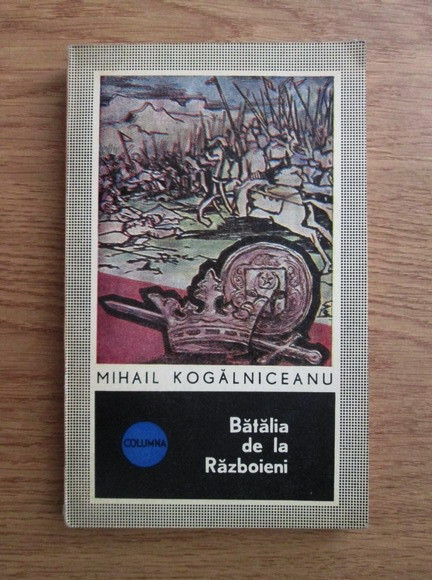 MIHAIL KOGĂLNICEANU
COLUMNA
Bătălia
de la
Războieni